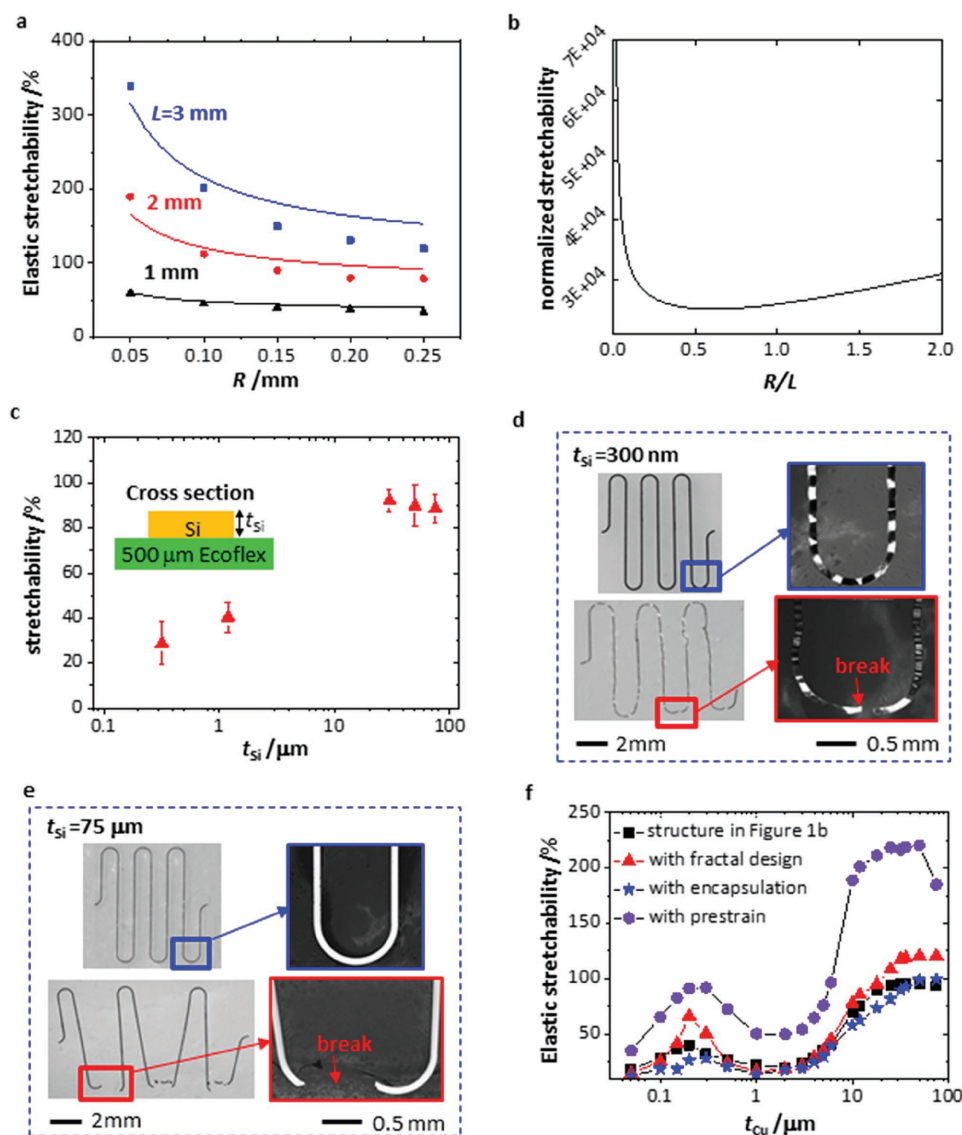 a
Elastic stretchability /%
400
300
200
100
0
L=3 mm
2 mm
1 mm
0.05 0.10 0.15 0.20 0.25
R /mm
b
normalized stretchability
7E+04
6E+04
5E+04
4E+04
3E+04
0.0 0.5 1.0 1.5 2.0
R/L
c
stretchability /%
120
100
80
60
40
20
0
Cross section
tSi
Si
500 μm Ecoflex
0.1 1 10 100
tSi /μm
d
tSi =300 nm
break
2mm 0.5 mm
e
tSi =75 μm
break
2mm 0.5 mm
f
Elastic stretchability /%
250
200
150
100
50
structure in Figure 1b
with fractal design
with encapsulation
with prestrain
0.1 1 10 100
tCu /μm